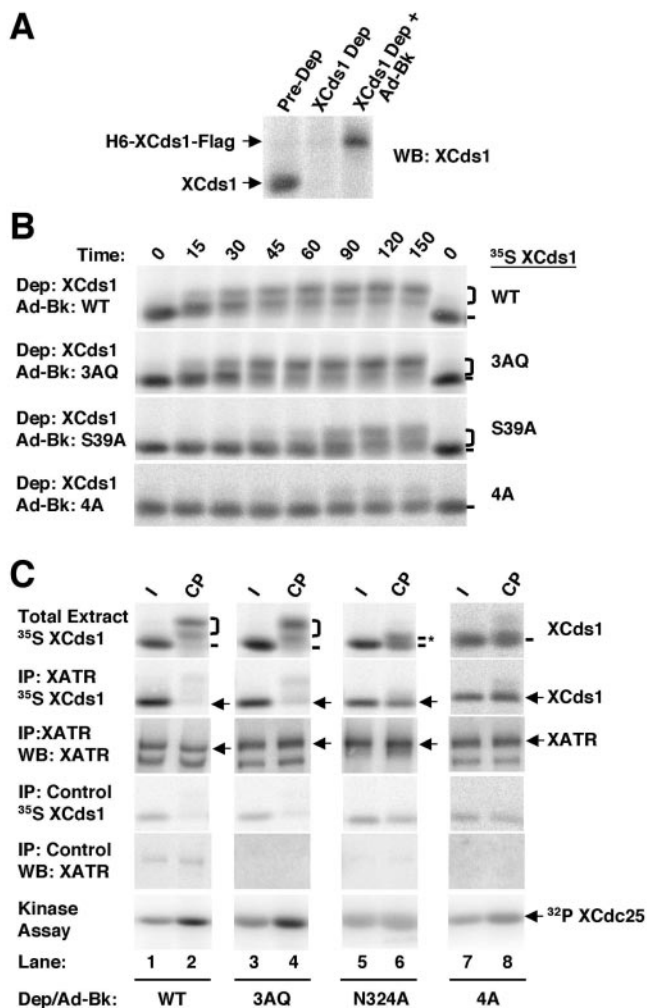 A
Pre-Dep
XCds1 Dep
XCds1 Dep + Ad-Bk
H6-XCds1-Flag
WB: XCds1
XCds1
B
Time: 0 15 30 45 60 90 120 150 0 35S XCds1
Dep: XCds1
Ad-Bk: WT
WT
Dep: XCds1
Ad-Bk: 3AQ
3AQ
Dep: XCds1
Ad-Bk: S39A
S39A
Dep: XCds1
Ad-Bk: 4A
4A
C
I CP I CP I CP I CP
Total Extract
35S XCds1
*
XCds1
IP: XATR
35S XCds1
XCds1
IP:XATR
WB: XATR
XATR
IP: Control
35S XCds1
IP: Control
WB: XATR
Kinase
Assay
32P XCdc25
Lane: 1 2 3 4 5 6 7 8
Dep/Ad-Bk: WT 3AQ N324A 4A